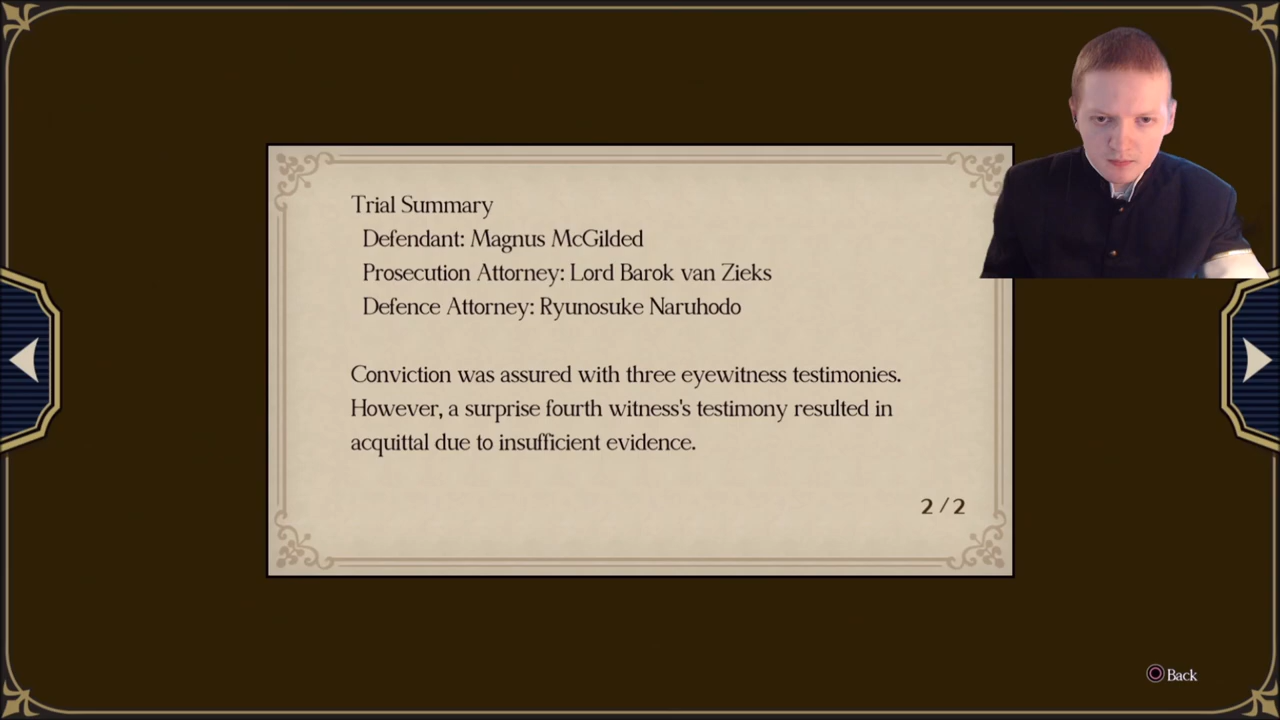 Trial Summary
Defendant: Magnus McGilded
Prosecution Attorney: Lord Barok van Zieks
Defence Attorney: Ryunosuke Naruhodo
Conviction was assured with three eyewitness testimonies.
However, a surprise fourth witness's testimony resulted in
acquittal due to insufficient evidence.
2 / 2
Back